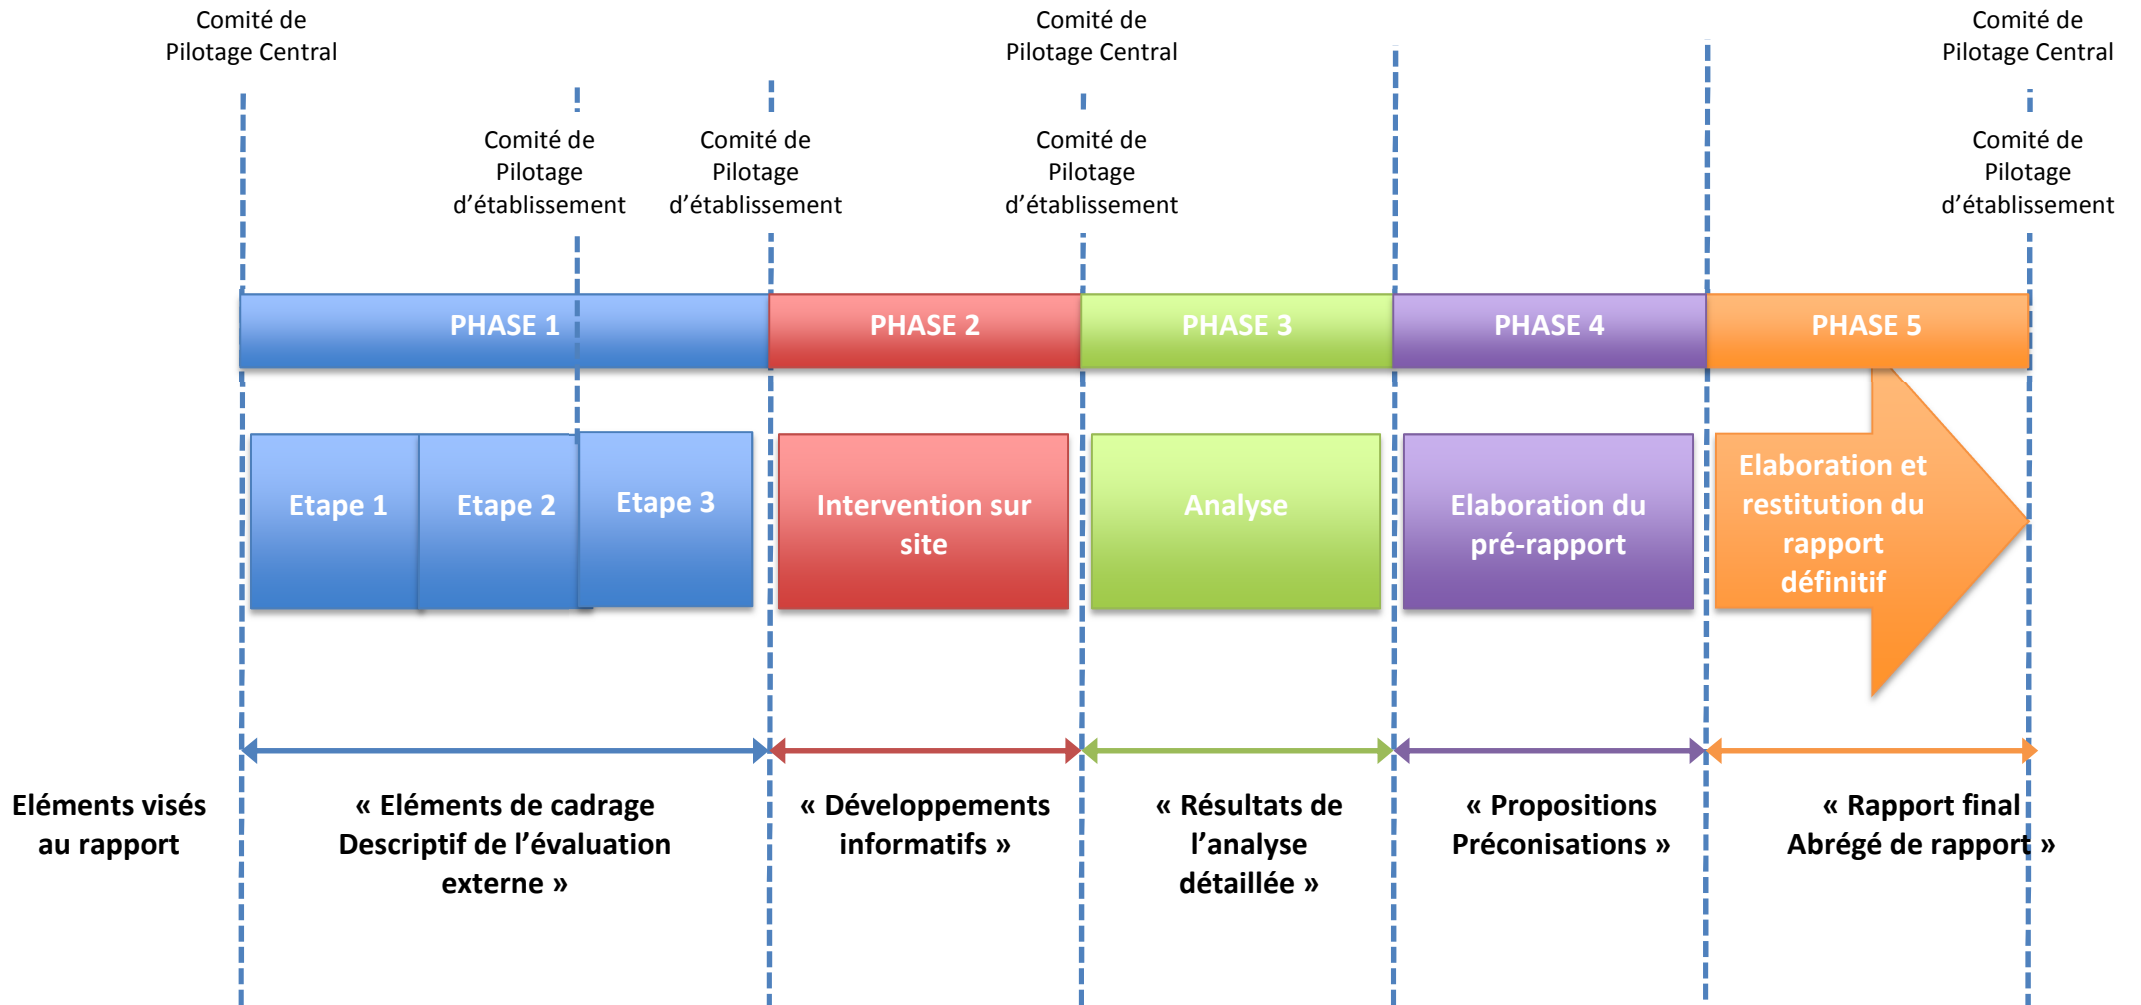 Comité de
Pilotage Central
Comité de
Pilotage Central
Comité de
Pilotage Central
Comité de
Pilotage
d’établissement
Comité de
Pilotage
d’établissement
Comité de
Pilotage
d’établissement
Comité de
Pilotage
d’établissement
PHASE 1
PHASE 2
PHASE 3
PHASE 4
PHASE 5
Etape 1
Etape 2
Etape 3
Intervention sur
site
Analyse
Elaboration du
pré-rapport
Elaboration et
restitution du
rapport
définitif
Eléments visés
au rapport
« Eléments de cadrage
Descriptif de l’évaluation
externe »
« Développements
informatifs »
« Résultats de
l’analyse
détaillée »
« Propositions
Préconisations »
« Rapport final
Abrégé de rapport »